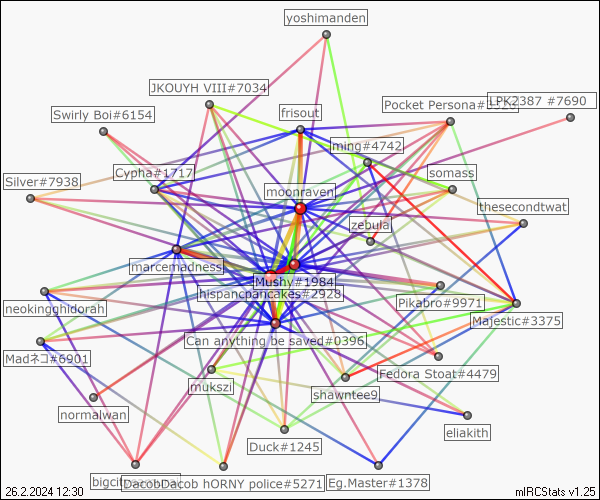 yoshimanden
JKOUYH VIII#7034
LPK2387 #7690
Pocket Persona#
Swirly Boi#6154
frisout
ming#4742
Cypha#1717
somass
Silver#7938
moonraven
thesecondtwat
zebula
marcemadness
Mushy#1984
hispancpancakes#2928
neokingghidorah
Pikabro#9971
Majestic#3375
Can anything be saved#0396
Madネコ#6901
Fedora Stoat#4479
mukszi
shawntee9
normalwan
eliakith
Duck#1245
DacobDacob hORNY police#5271
Eg.Master#1378
26.2.2024 12:30
mIRCStats v1.25